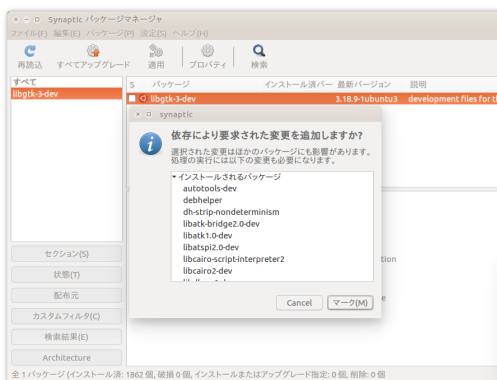 Synaptic パッケージマネージャ
ファイル(F) 編集(E) パッケージ(P) 設定(S) ヘルプ(H)
再読込 すべてアップグレード 適用 プロパティ 検索
すべて
libgtk-3-dev
S パッケージ インストール済バー 最新バージョン 説明
libgtk-3-dev 3.18.9-1ubuntu3 development files for
synaptic
依存により要求された変更を追加しますか?
選択された変更はほかのパッケージにも影響があります。
処理の実行には以下の変更も必要になります。
インストールされるパッケージ
autotools-dev
debhelper
dh-strip-nondeterminism
libatk-bridge2.0-dev
libatk1.0-dev
libatspi2.0-dev
libcairo-script-interpreter2
libcairo2-dev
Cancel マーク(M)
セクション(S)
状態(T)
配布元
カスタムフィルタ(C)
検索結果(E)
Architecture
tion
e
全 1 パッケージ (インストール済: 1862 個, 破損 0 個, インストールまたはアップグレード指定: 0 個, 削除: 0 個